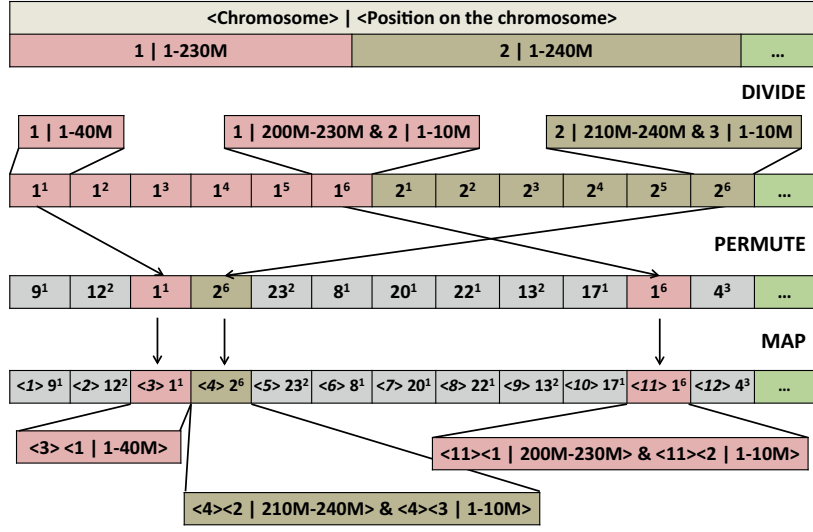 <Chromosome> | <Position on the chromosome>
1 | 1-230M 2 | 1-240M ...
DIVIDE
1 | 1-40M 1 | 200M-230M & 2 | 1-10M 2 | 210M-240M & 3 | 1-10M
1¹ 1² 1³ 1⁴ 1⁵ 1⁶ 2¹ 2² 2³ 2⁴ 2⁵ 2⁶ ...
PERMUTE
9¹ 12² 1¹ 2⁶ 23² 8¹ 20¹ 22¹ 13² 17¹ 1⁶ 4³ ...
MAP
<1> 9¹ <2> 12² <3> 1¹ <4> 2⁶ <5> 23² <6> 8¹ <7> 20¹ <8> 22¹ <9> 13² <10> 17¹ <11> 1⁶ <12> 4³ ...
<3> <1 | 1-40M> <11><1 | 200M-230M> & <11><2 | 1-10M>
<4><2 | 210M-240M> & <4><3 | 1-10M>